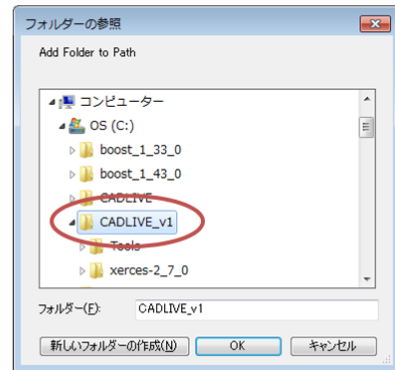 フォルダーの参照
Add Folder to Path
コンピューター
OS (C:)
boost_1_33_0
boost_1_43_0
CADLIVE
CADLIVE_v1
Tools
xerces-2_7_0
フォルダー(F): CADLIVE_v1
新しいフォルダーの作成(N) OK キャンセル